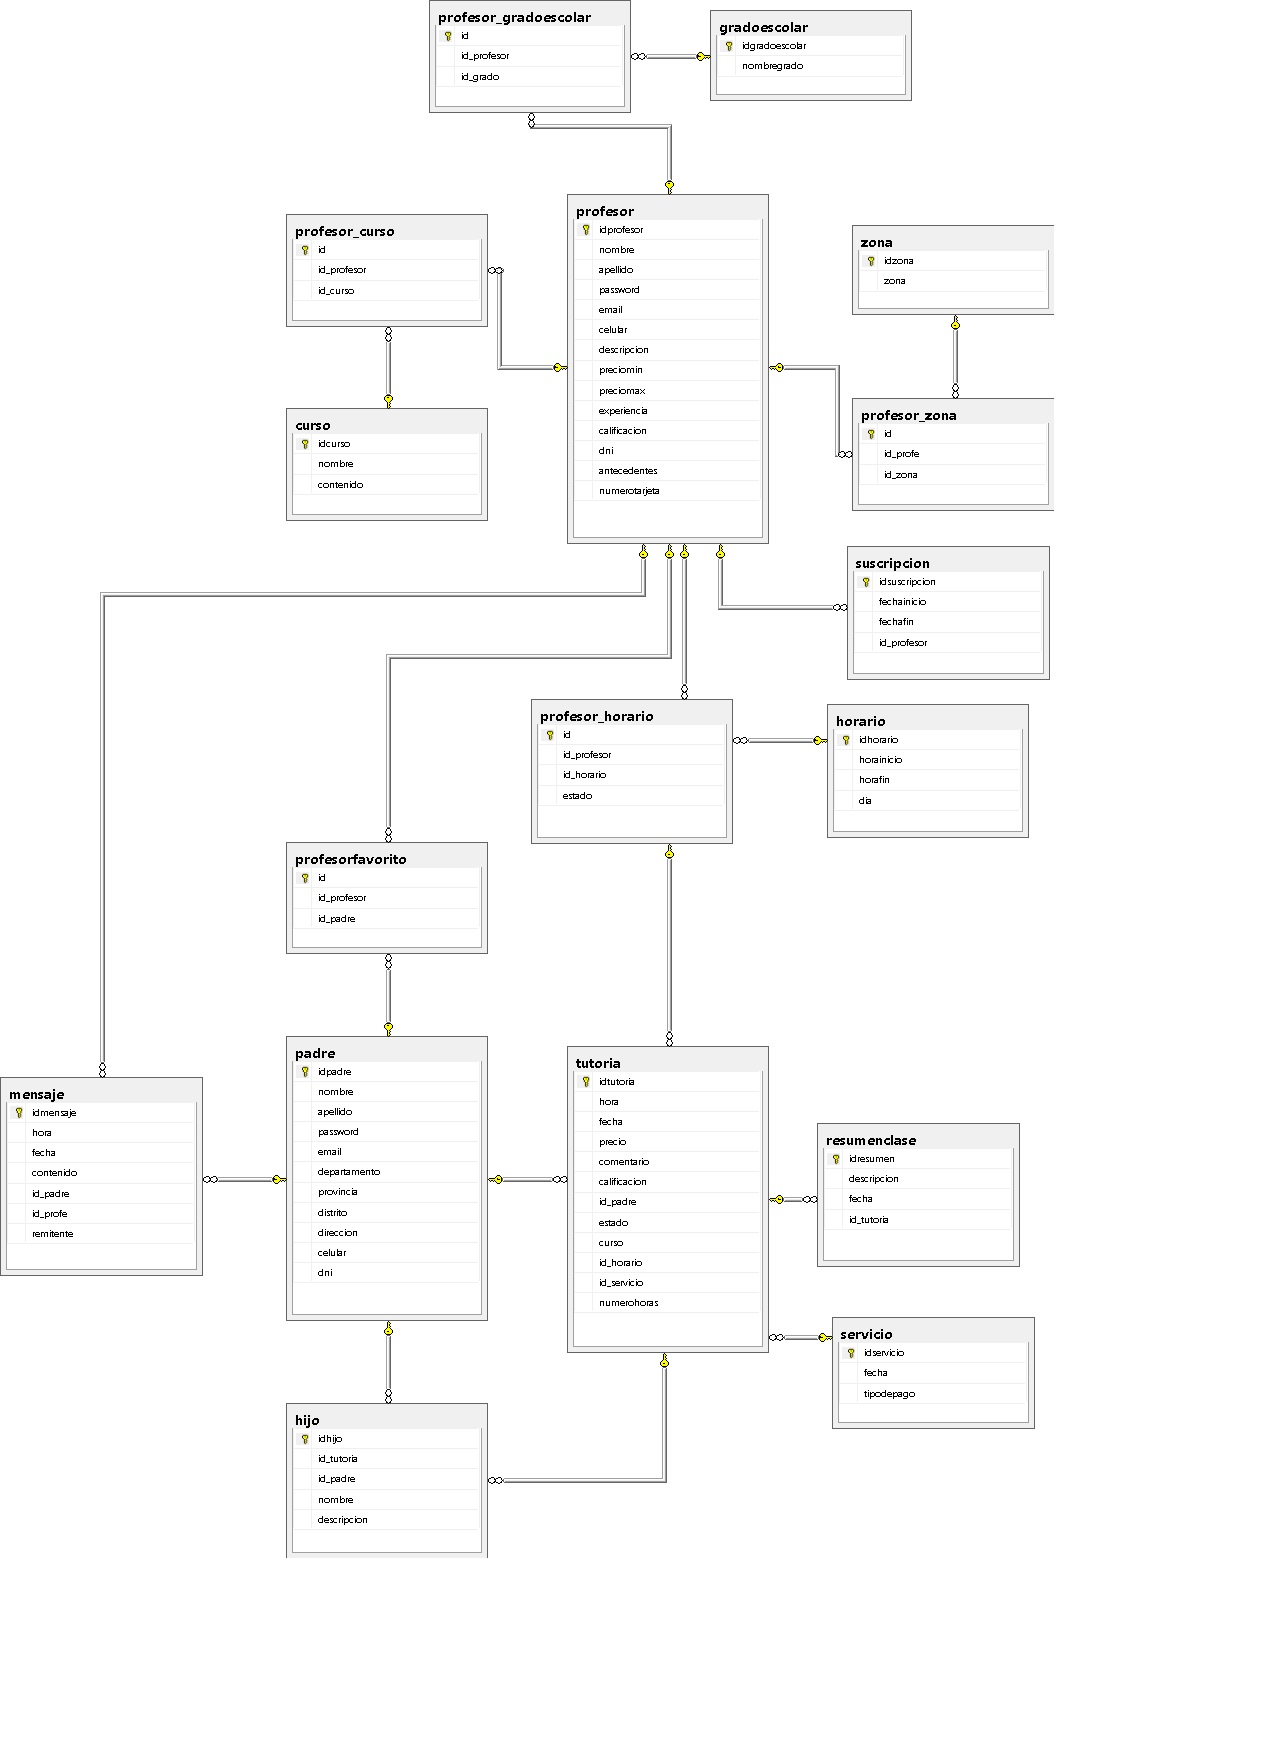 profesor_gradoescolar
id
id_profesor
id_grado
gradoescolar
idgradoescolar
nombregrado
profesor
idprofesor
nombre
apellido
password
email
celular
descripcion
preciomin
preciomax
experiencia
calificacion
dni
antecedentes
numerotarjeta
profesor_curso
id
id_profesor
id_curso
zona
idzona
zona
curso
idcurso
nombre
contenido
profesor_zona
id
id_profe
id_zona
suscripcion
idsuscripcion
fechainicio
fechafin
id_profesor
profesor_horario
id
id_profesor
id_horario
estado
horario
idhorario
horainicio
horafin
dia
profesorfavorito
id
id_profesor
id_padre
padre
idpadre
nombre
apellido
password
email
departamento
provincia
distrito
direccion
celular
dni
tutoria
idtutoria
hora
fecha
precio
comentario
calificacion
id_padre
estado
curso
id_horario
id_servicio
numerohoras
mensaje
idmensaje
hora
fecha
contenido
id_padre
id_profe
remitente
resumenclase
idresumen
descripcion
fecha
id_tutoria
servicio
idservicio
fecha
tipodepago
hijo
idhijo
id_tutoria
id_padre
nombre
descripcion